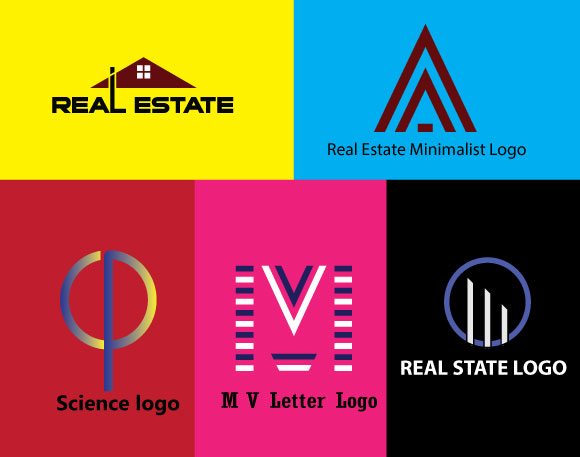 REAL ESTATE
Real Estate Minimalist Logo
Science logo
M V Letter Logo
REAL STATE LOGO